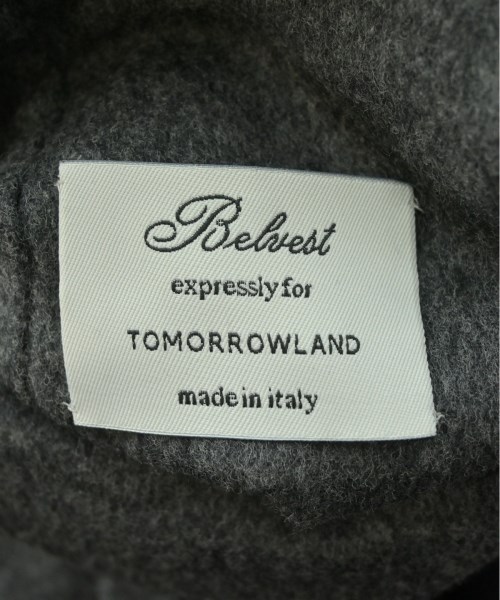 Belvest
expressly for
TOMORROWLAND
made in italy